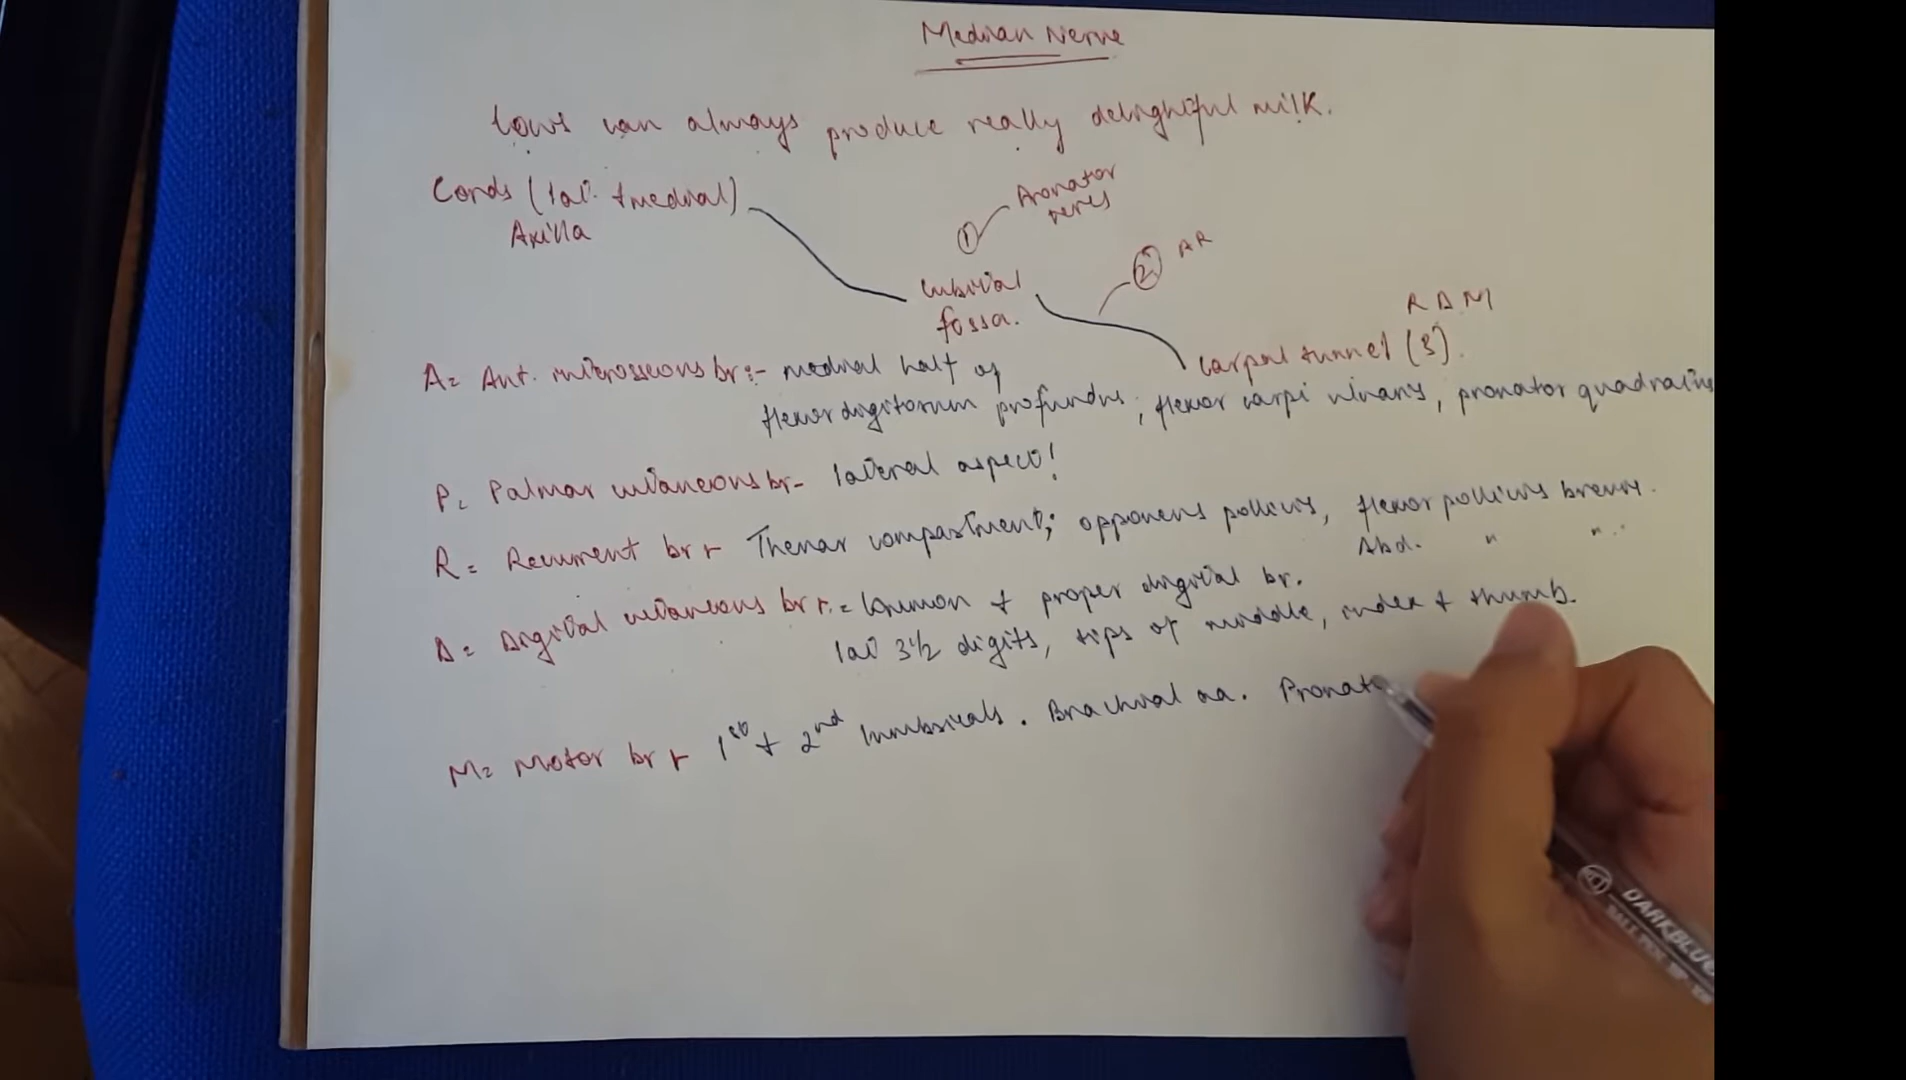 Median Nerve
Cows can always produce really delightful milk.
Cords (lat. + medial)
Axilla
① Pronator
teres
② AP
Cubital
fossa.
R D M
Carpal tunnel (3).
A= Ant. interosseous br:- medial half of
flexor digitorum profundus, flexor carpi ulnaris, pronator quadratus
P= Palmar cutaneous br- lateral aspect!
R= Recurrent br r Thenar compartment; opponens pollicis, flexor pollicis brevis.
Abd. " "
D= Digital cutaneous br r.= Common + proper digital br.
lat 3½ digits, tips of middle, index + thumb.
M= Motor br r 1st + 2nd lumbricals. Brachial aa. Pronat
DARKBLUE